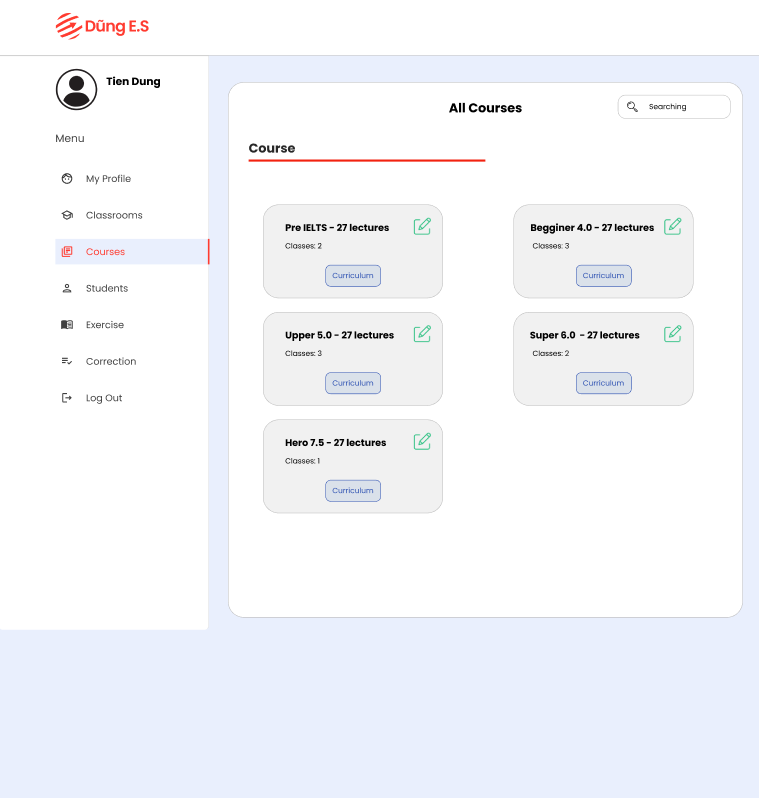 Dũng E.S
Tien Dung
Menu
My Profile
Classrooms
Courses
Students
Exercise
Correction
Log Out
All Courses
Searching
Course
Pre IELTS - 27 lectures
Classes: 2
Curriculum
Begginer 4.0 - 27 lectures
Classes: 3
Curriculum
Upper 5.0 - 27 lectures
Classes: 3
Curriculum
Super 6.0 - 27 lectures
Classes: 2
Curriculum
Hero 7.5 - 27 lectures
Classes: 1
Curriculum